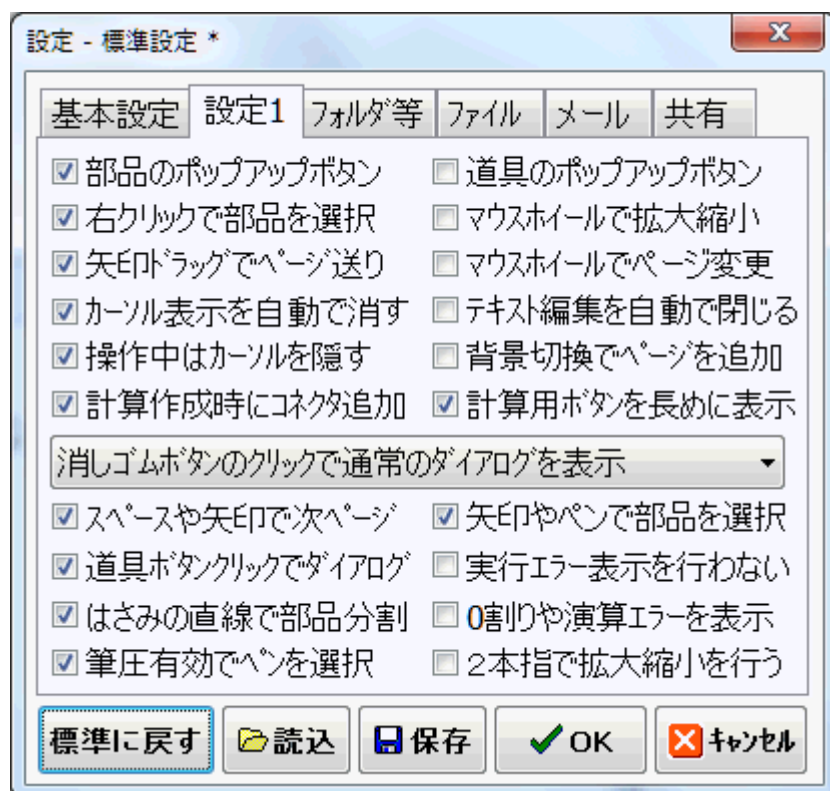 設定 - 標準設定 *
基本設定 設定1 フォルダ等 ファイル メール 共有
部品のポップアップボタン 道具のポップアップボタン
右クリックで部品を選択 マウスホイールで拡大縮小
矢印ドラッグでページ送り マウスホイールでページ変更
カーソル表示を自動で消す テキスト編集を自動で閉じる
操作中はカーソルを隠す 背景切換でページを追加
計算作成時にコネクタ追加 計算用ボタンを長めに表示
消しゴムボタンのクリックで通常のダイアログを表示
スペースや矢印で次ページ 矢印やペンで部品を選択
道具ボタンクリックでダイアログ 実行エラー表示を行わない
はさみの直線で部品分割 0割りや演算エラーを表示
筆圧有効でペンを選択 2本指で拡大縮小を行う
標準に戻す 読込 保存 OK キャンセル